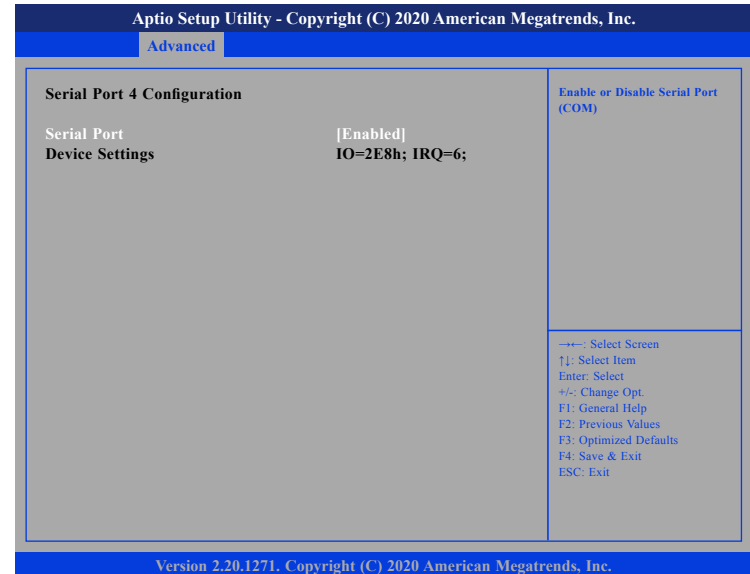 Aptio Setup Utility - Copyright (C) 2020 American Megatrends, Inc.
Advanced
Serial Port 4 Configuration
Serial Port [Enabled]
Device Settings IO=2E8h; IRQ=6;
Enable or Disable Serial Port
(COM)
→←: Select Screen
↑↓: Select Item
Enter: Select
+/-: Change Opt.
F1: General Help
F2: Previous Values
F3: Optimized Defaults
F4: Save & Exit
ESC: Exit
Version 2.20.1271. Copyright (C) 2020 American Megatrends, Inc.